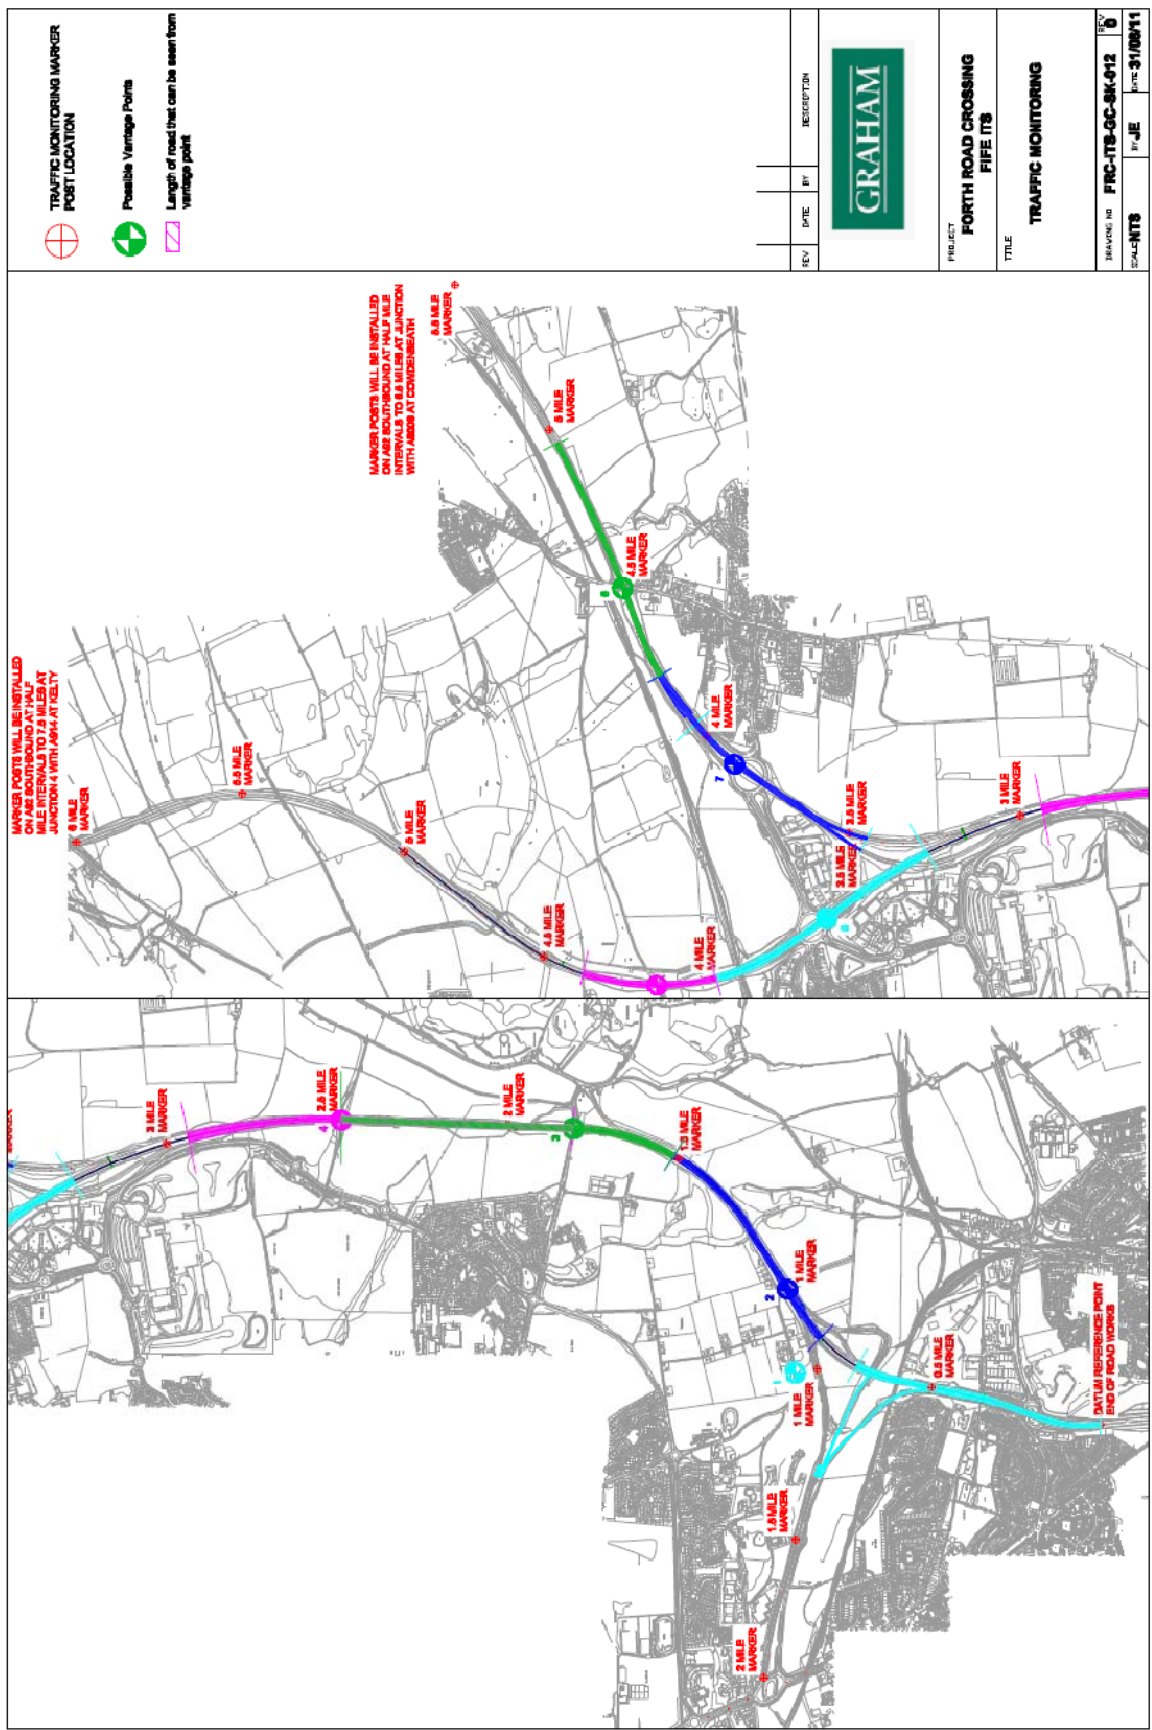 TRAFFIC MONITORING MARKER
POST LOCATION
Possible Vantage Points
Length of road that can be seen from
vantage point
REV
DATE
BY
DESCRIPTION
GRAHAM
PROJECT
FORTH ROAD CROSSING
FIFE ITS
TITLE
TRAFFIC MONITORING
DRAWING NO
FRC-ITS-GC-SK-012
REV
SCALE NTS
BY JE
DATE 31/08/11
MARKER POSTS WILL BE INSTALLED
ON A92 SOUTHBOUND AT HALF MILE
INTERVALS TO MILES AT JUNCTION
WITH AT COWDENBEATH
5.5 MILE
MARKER
5 MILE
MARKER
4.5 MILE
MARKER
4 MILE
MARKER
7
3.5 MILE
MARKER
3.5 MILE
MARKER
3 MILE
MARKER
MARKER POSTS WILL BE INSTALLED
ON SOUTHBOUND AT HALF
MILE INTERVALS TO MILES AT
JUNCTION 4 WITH AT KELTY
6 MILE
MARKER
5.5 MILE
MARKER
5 MILE
MARKER
4.5 MILE
MARKER
4 MILE
MARKER
MARKER
3 MILE
MARKER
2.5 MILE
MARKER
4
2 MILE
MARKER
3
1.5 MILE
MARKER
2
1 MILE
MARKER
1
1 MILE
MARKER
0.5 MILE
MARKER
DATUM REFERENCE POINT
END OF ROAD WORKS
1.5 MILE
MARKER
2 MILE
MARKER